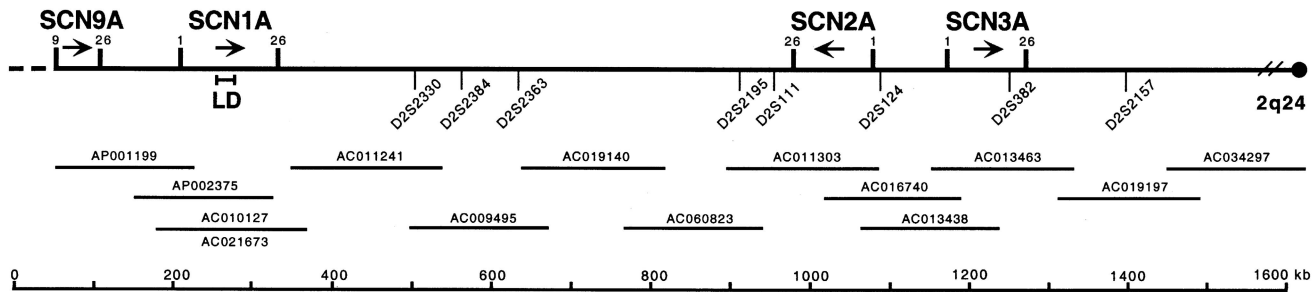 SCN9A SCN1A SCN2A SCN3A
9 26 1 26 26 1 1 26
LD
D2S2330 D2S2384 D2S2363 D2S2195 D2S111 D2S124 D2S382 D2S2157 2q24
AP001199 AC011241 AC019140 AC011303 AC013463 AC034297
AP002375 AC016740 AC019197
AC010127 AC009495 AC060823 AC013438
AC021673
0 200 400 600 800 1000 1200 1400 1600 kb